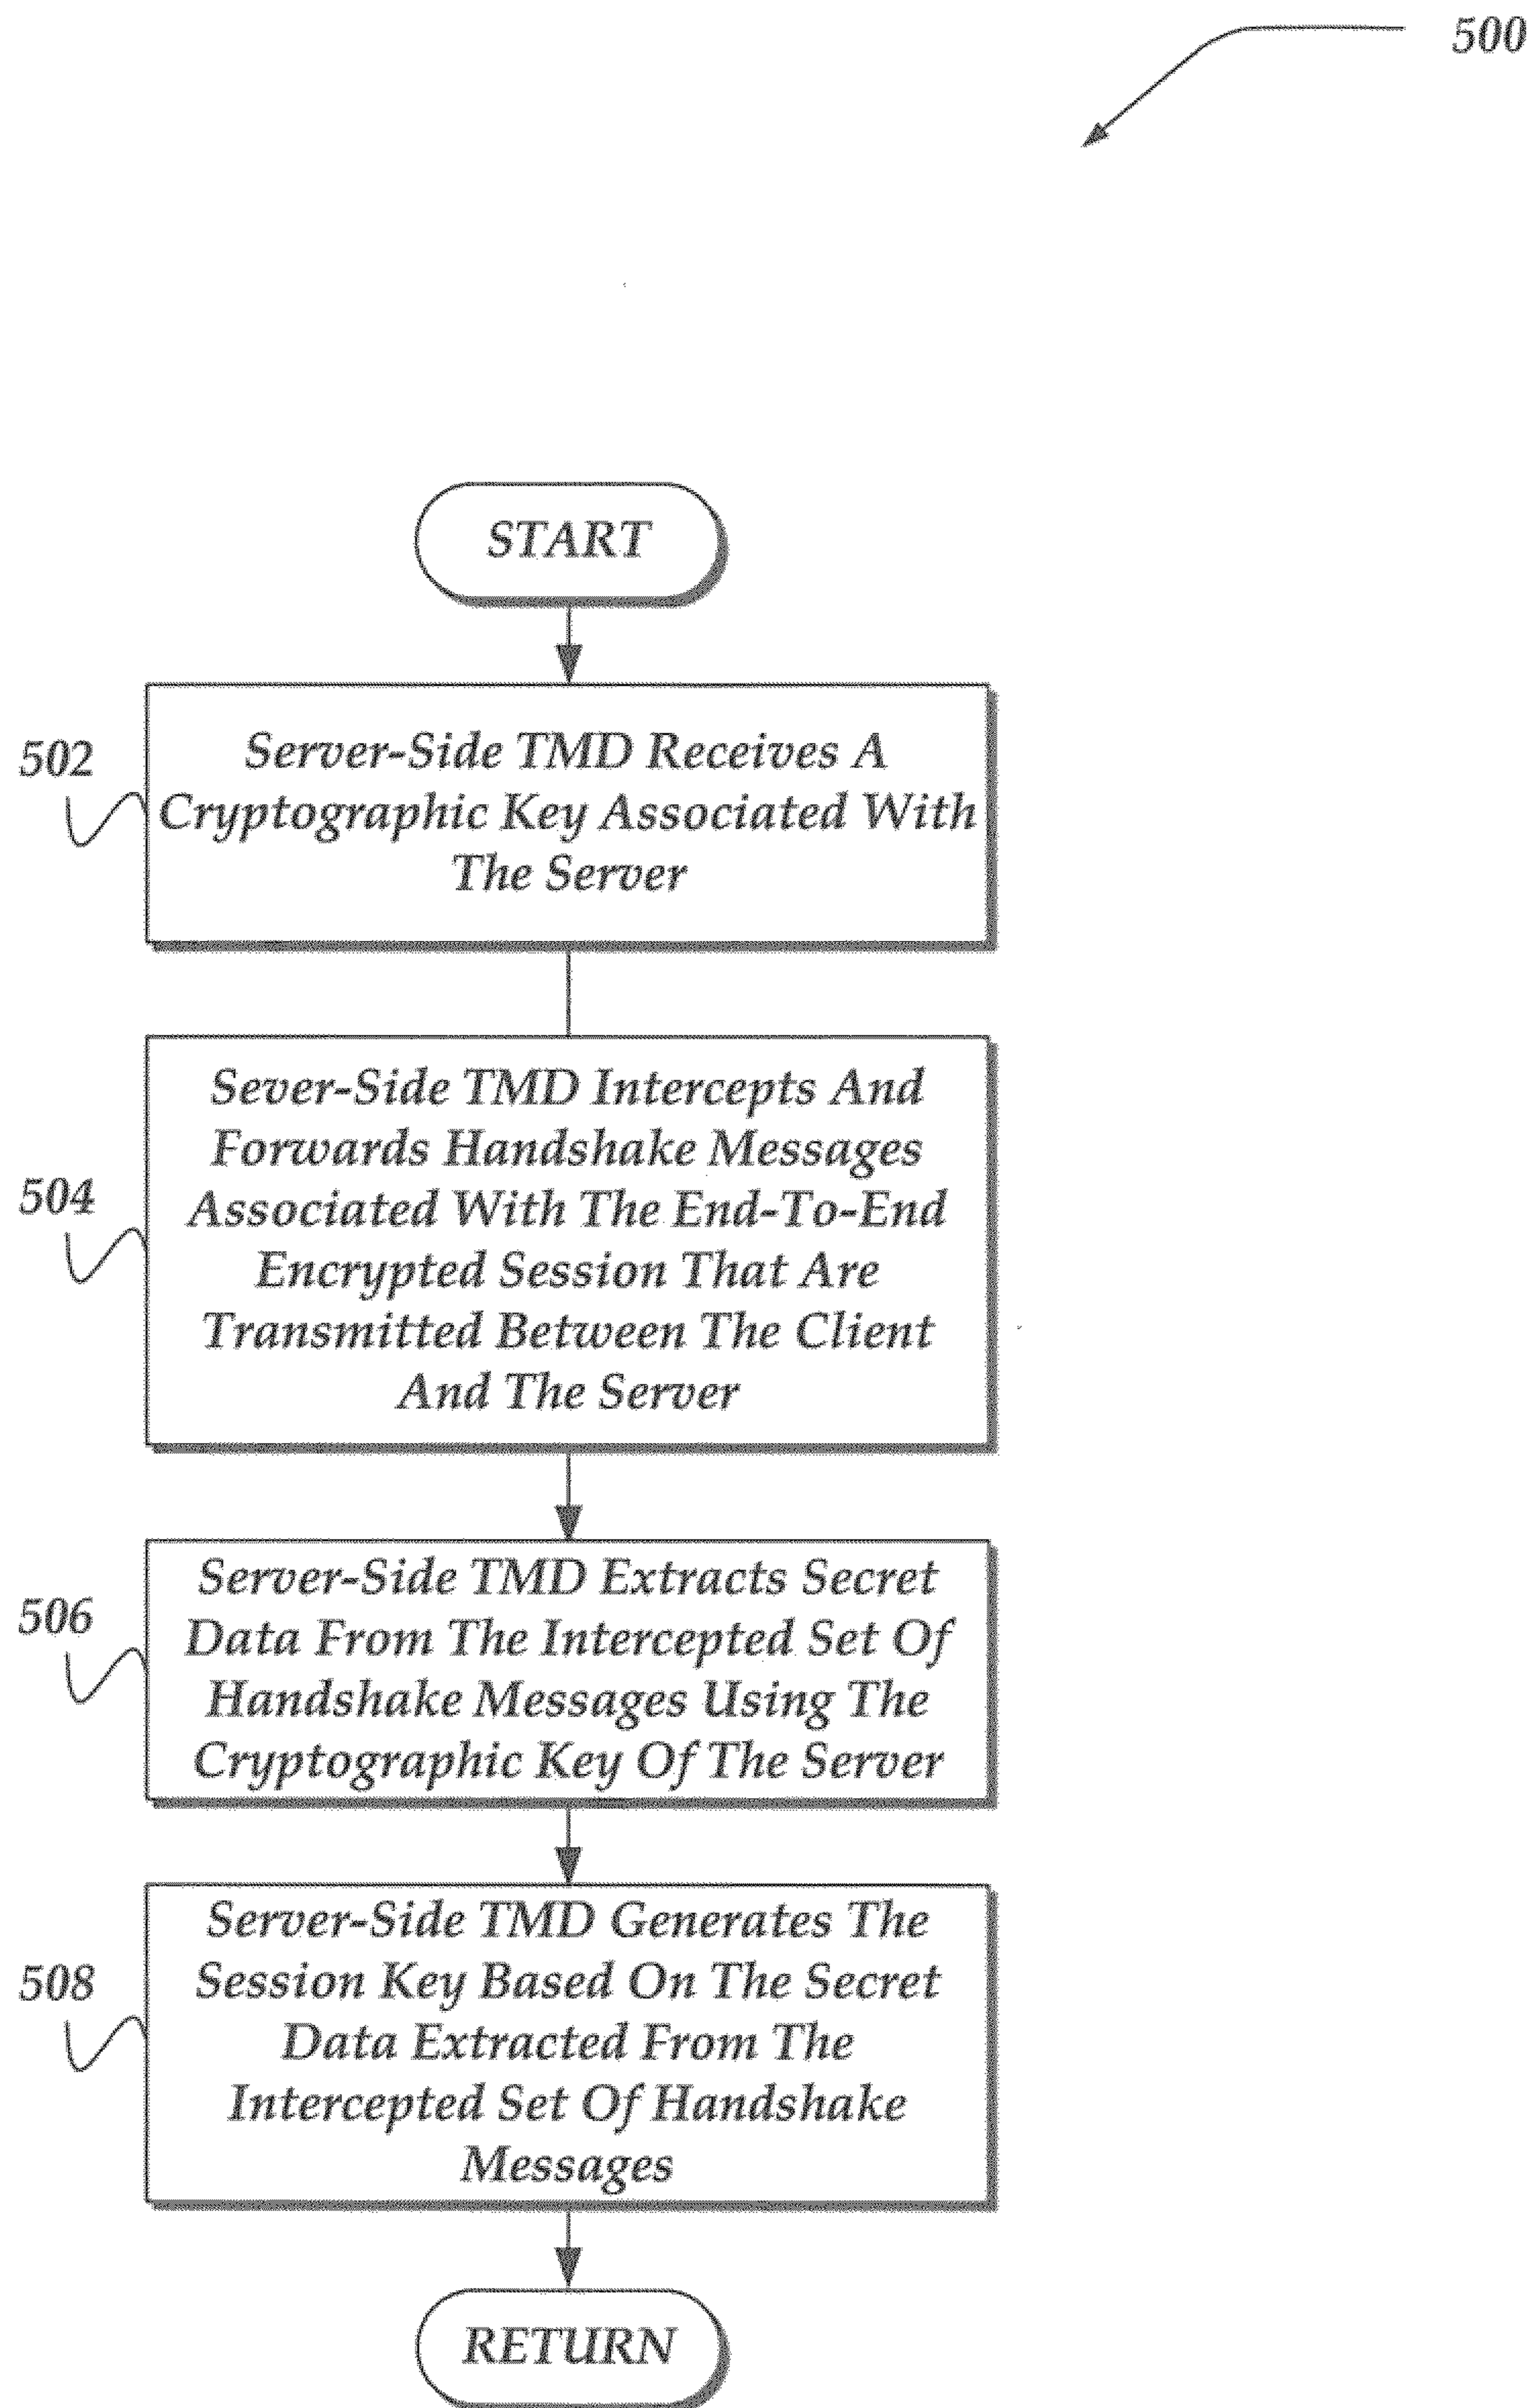 500
START
502
Server-Side TMD Receives A
Cryptographic Key Associated With
The Server
504
Sever-Side TMD Intercepts And
Forwards Handshake Messages
Associated With The End-To-End
Encrypted Session That Are
Transmitted Between The Client
And The Server
506
Server-Side TMD Extracts Secret
Data From The Intercepted Set Of
Handshake Messages Using The
Cryptographic Key Of The Server
508
Server-Side TMD Generates The
Session Key Based On The Secret
Data Extracted From The
Intercepted Set Of Handshake
Messages
RETURN